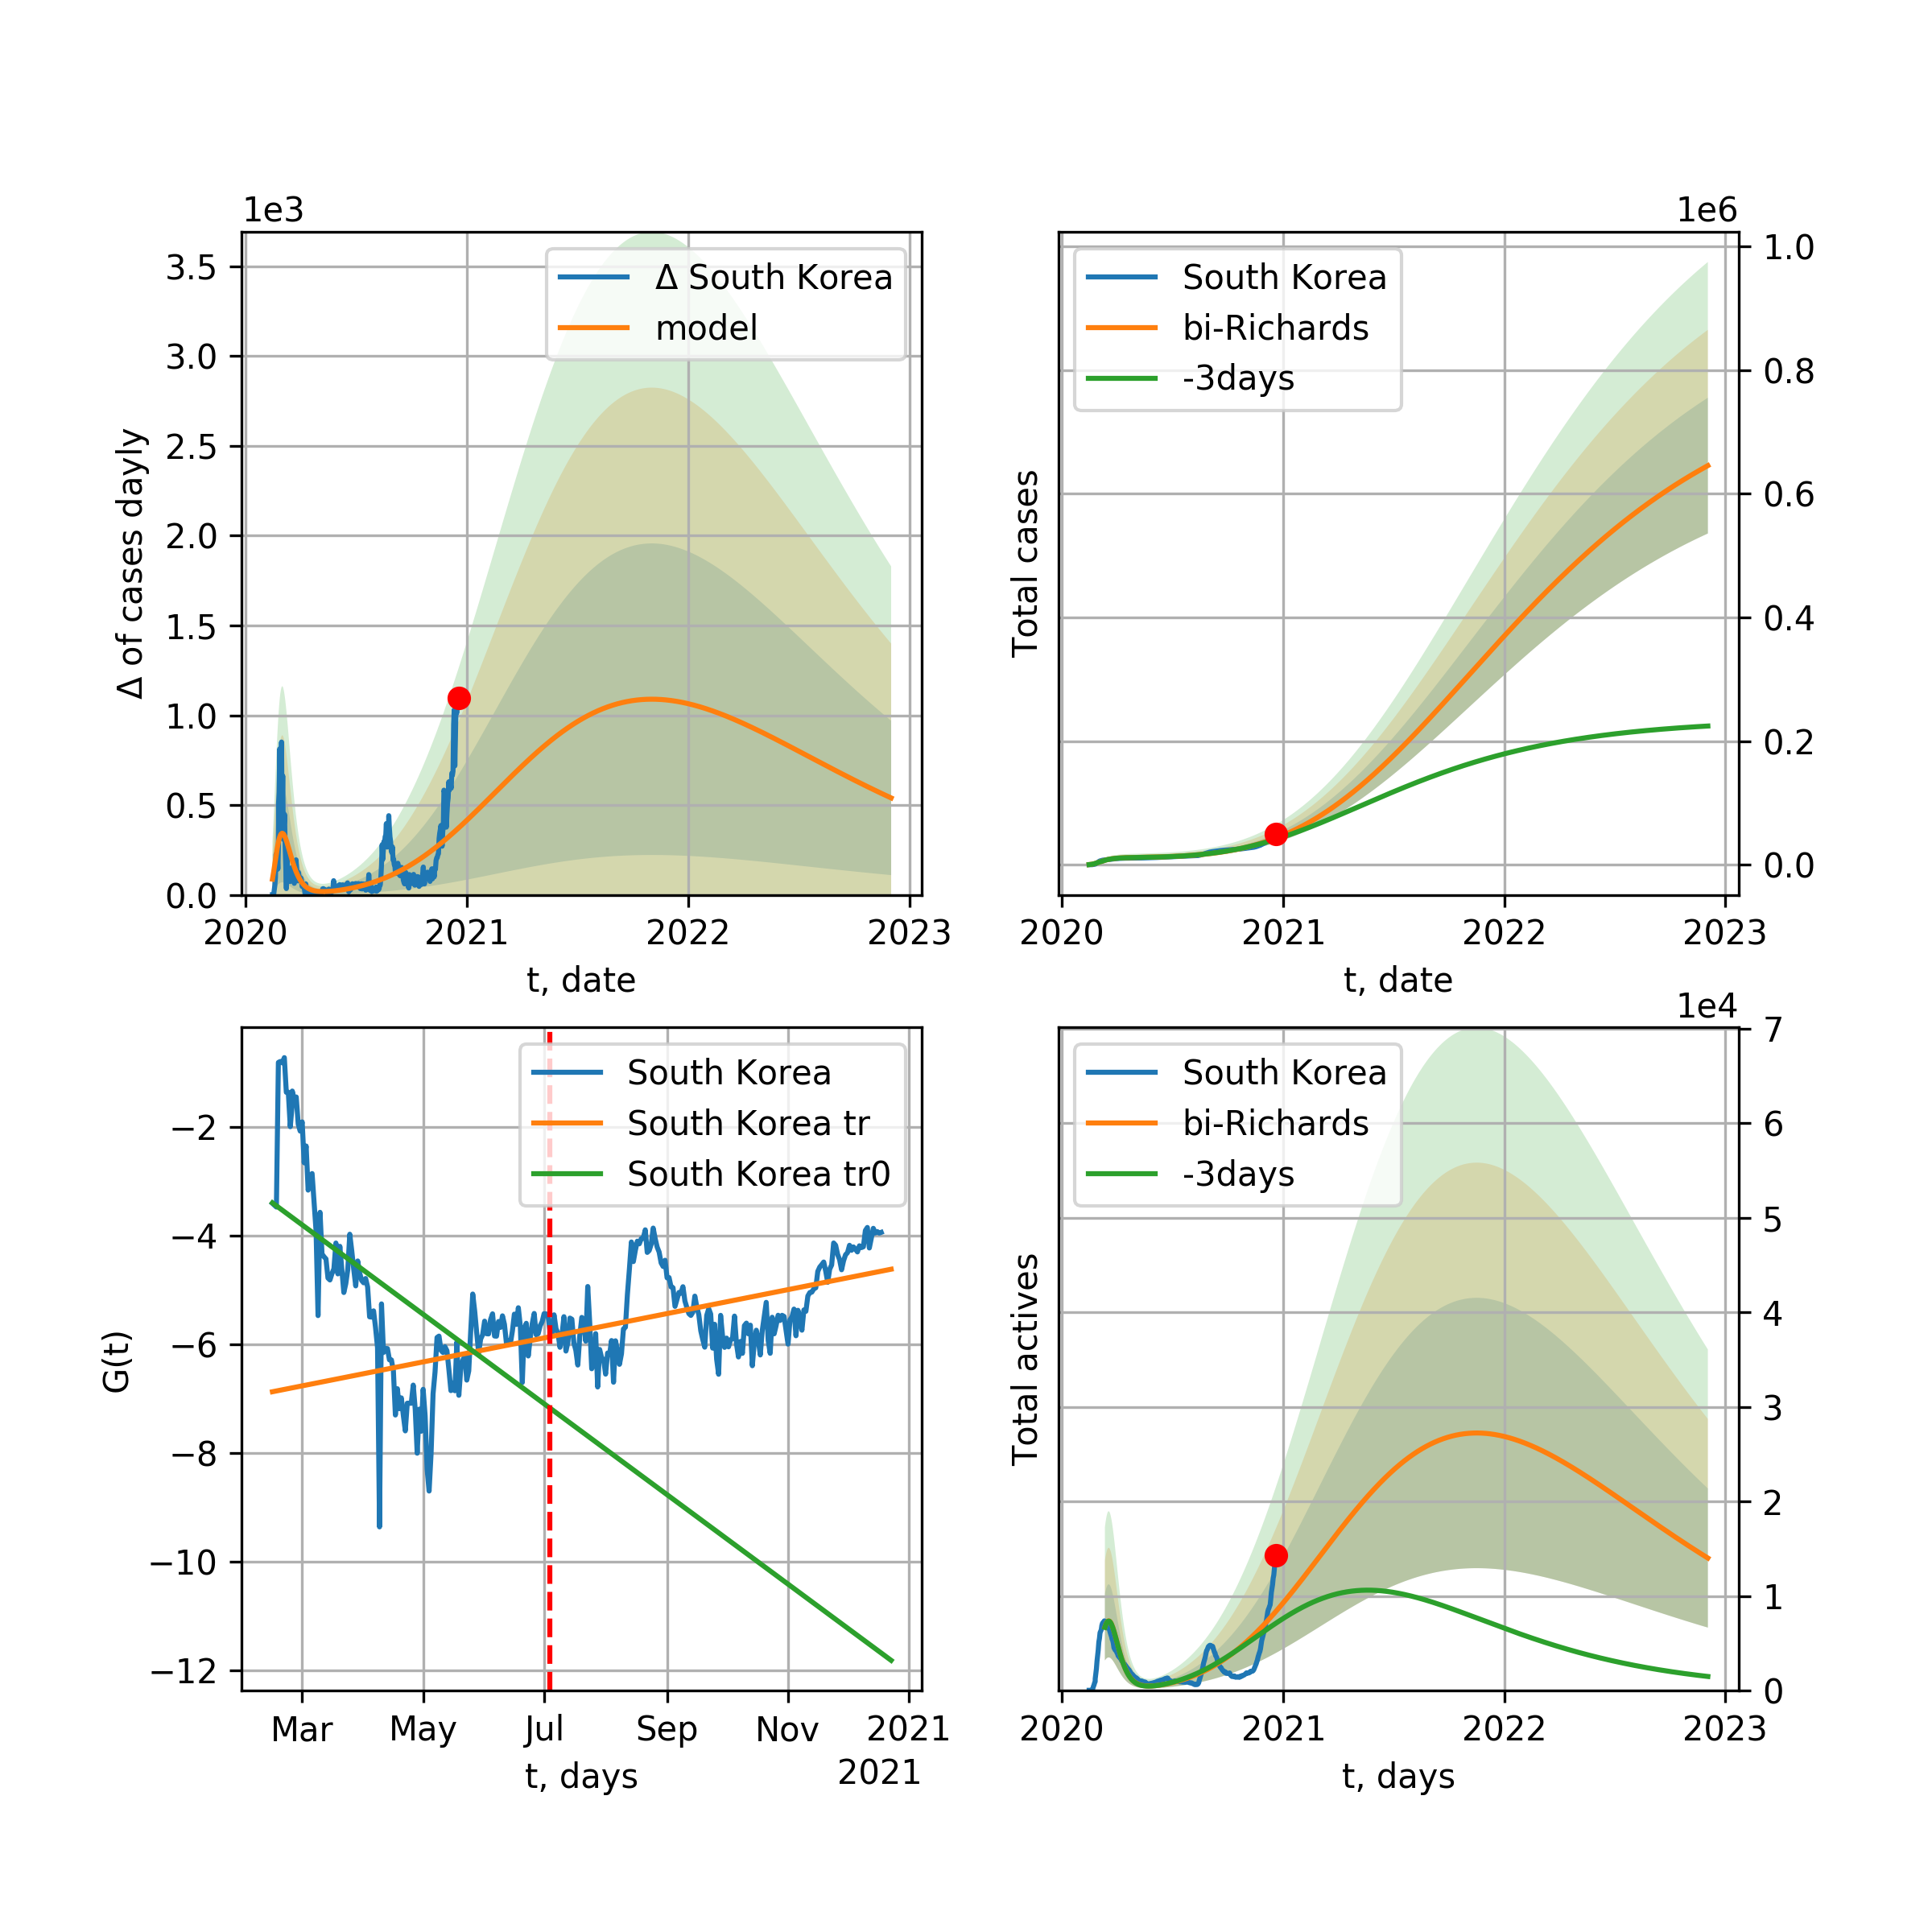 1e3
Δ of cases dayly
3.5
3.0
2.5
2.0
1.5
1.0
0.5
0.0
Δ South Korea
model
2020 2021 2022 2023
t, date
1e6
Total cases
1.0
0.8
0.6
0.4
0.2
0.0
South Korea
bi-Richards
-3days
2020 2021 2022 2023
t, date
G(t)
−2
−4
−6
−8
−10
−12
South Korea
South Korea tr
South Korea tr0
Mar May Jul Sep Nov 2021
t, days 2021
1e4
Total actives
7
6
5
4
3
2
1
0
South Korea
bi-Richards
-3days
2020 2021 2022 2023
t, days